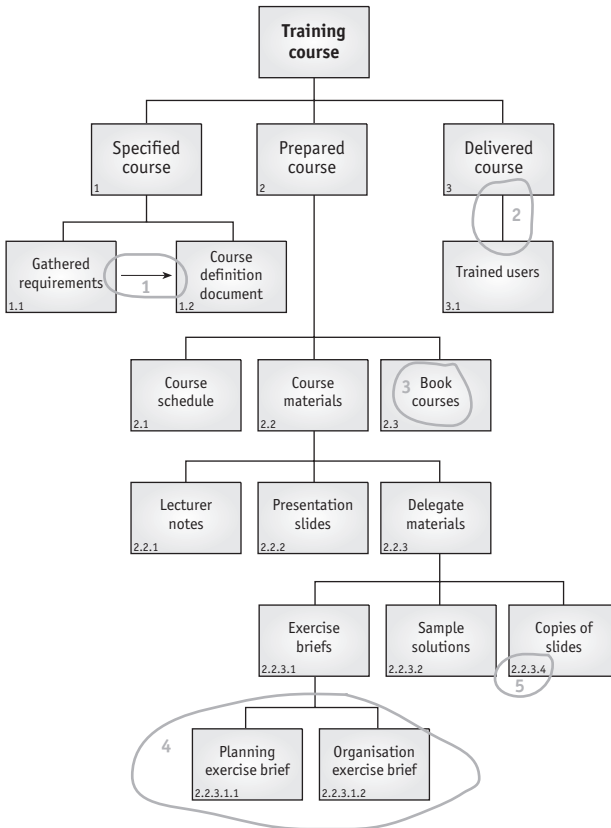 Training
course
Specified
course
1
Prepared
course
2
Delivered
course
3
2
Gathered
requirements
1.1
1
Course
definition
document
1.2
Trained users
3.1
Course
schedule
2.1
Course
materials
2.2
3
Book
courses
2.3
Lecturer
notes
2.2.1
Presentation
slides
2.2.2
Delegate
materials
2.2.3
Exercise
briefs
2.2.3.1
Sample
solutions
2.2.3.2
Copies of
slides
2.2.3.4
5
4
Planning
exercise brief
2.2.3.1.1
Organisation
exercise brief
2.2.3.1.2